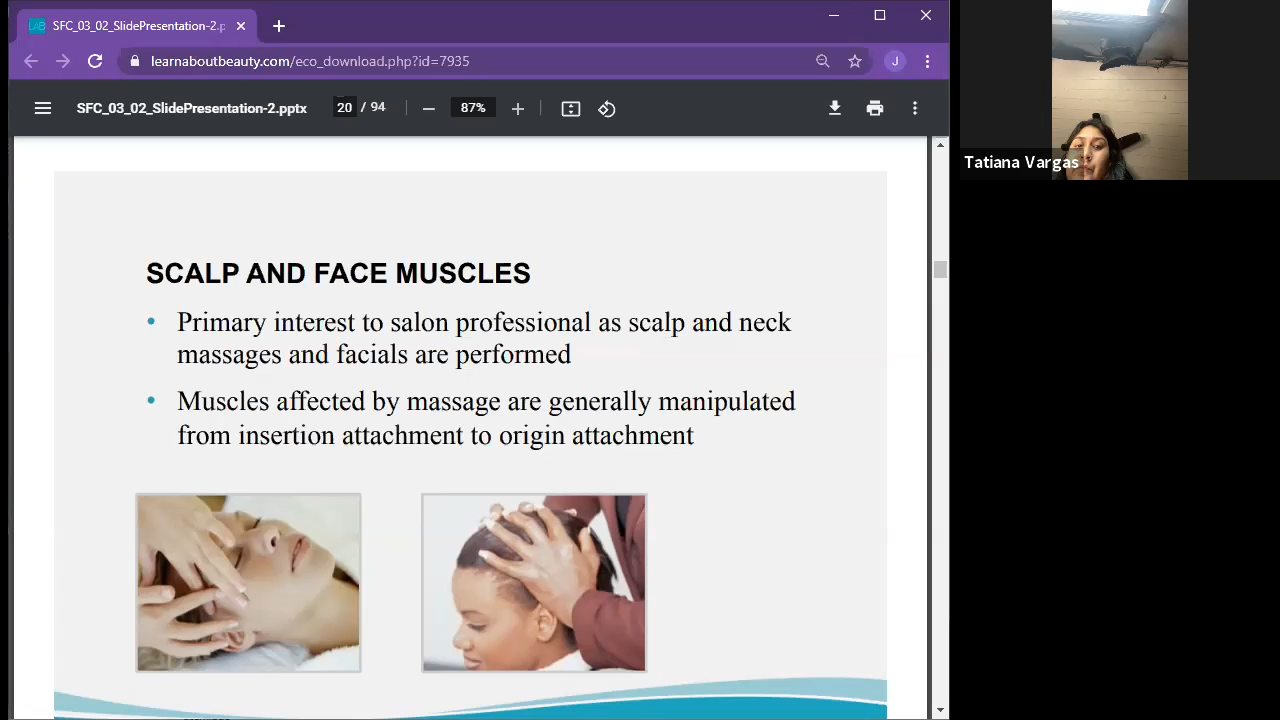 SFC_03_02_SlidePresentation-2.p
learnaboutbeauty.com/eco_download.php?id=7935
J
SFC_03_02_SlidePresentation-2.pptx
20 / 94
87%
Tatiana Vargas
SCALP AND FACE MUSCLES
• Primary interest to salon professional as scalp and neck
massages and facials are performed
• Muscles affected by massage are generally manipulated
from insertion attachment to origin attachment